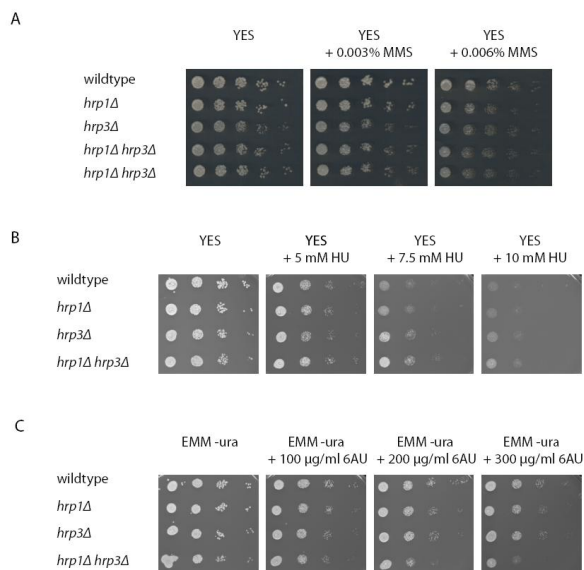 A
YES
YES
YES
+ 0.003% MMS
+ 0.006% MMS
wildtype
hrp1Δ
hrp3Δ
hrp1Δ hrp3Δ
hrp1Δ hrp3Δ
B
YES
YES
YES
YES
+ 5 mM HU
+ 7.5 mM HU
+ 10 mM HU
wildtype
hrp1Δ
hrp3Δ
hrp1Δ hrp3Δ
C
EMM -ura
EMM -ura
EMM -ura
EMM -ura
+ 100 µg/ml 6AU
+ 200 µg/ml 6AU
+ 300 µg/ml 6AU
wildtype
hrp1Δ
hrp3Δ
hrp1Δ hrp3Δ